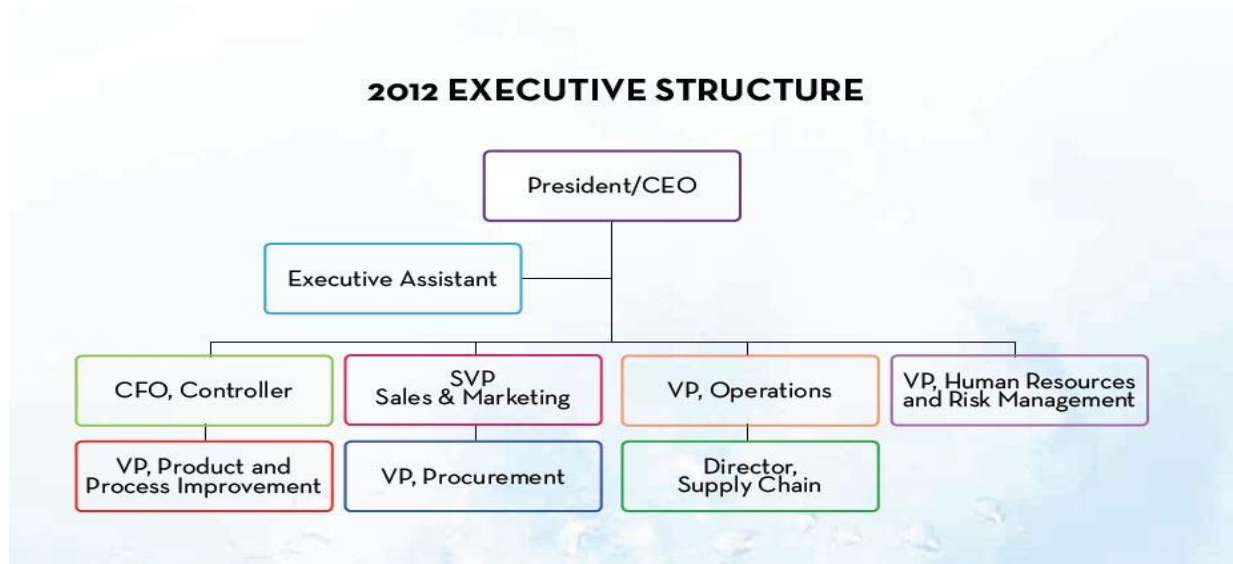 2012 EXECUTIVE STRUCTURE
President/CEO
Executive Assistant
CFO, Controller
SVP
Sales & Marketing
VP, Operations
VP, Human Resources
and Risk Management
VP, Product and
Process Improvement
VP, Procurement
Director,
Supply Chain